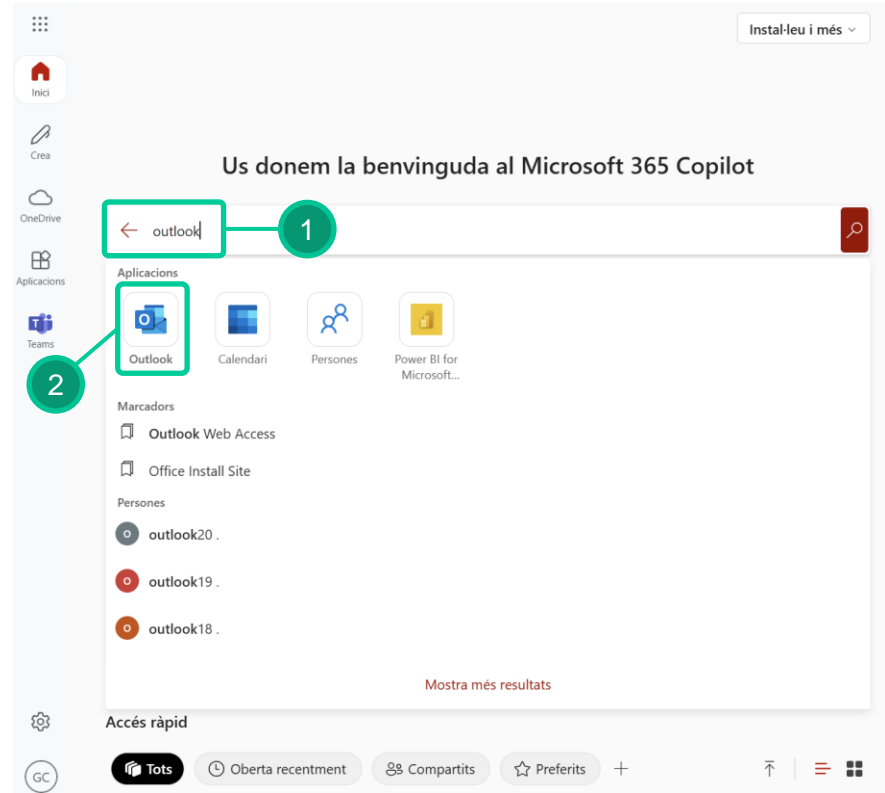 Instal·leu i més
Inici
Crea
OneDrive
Aplicacions
Teams
Us donem la benvinguda al Microsoft 365 Copilot
outlook
1
Aplicacions
Outlook
Calendari
Persones
Power BI for
Microsoft...
2
Marcadors
Outlook Web Access
Office Install Site
Persones
O outlook20 .
O outlook19 .
O outlook18 .
Mostra més resultats
Accés ràpid
GC
Tots
Oberta recentment
Compartits
Preferits